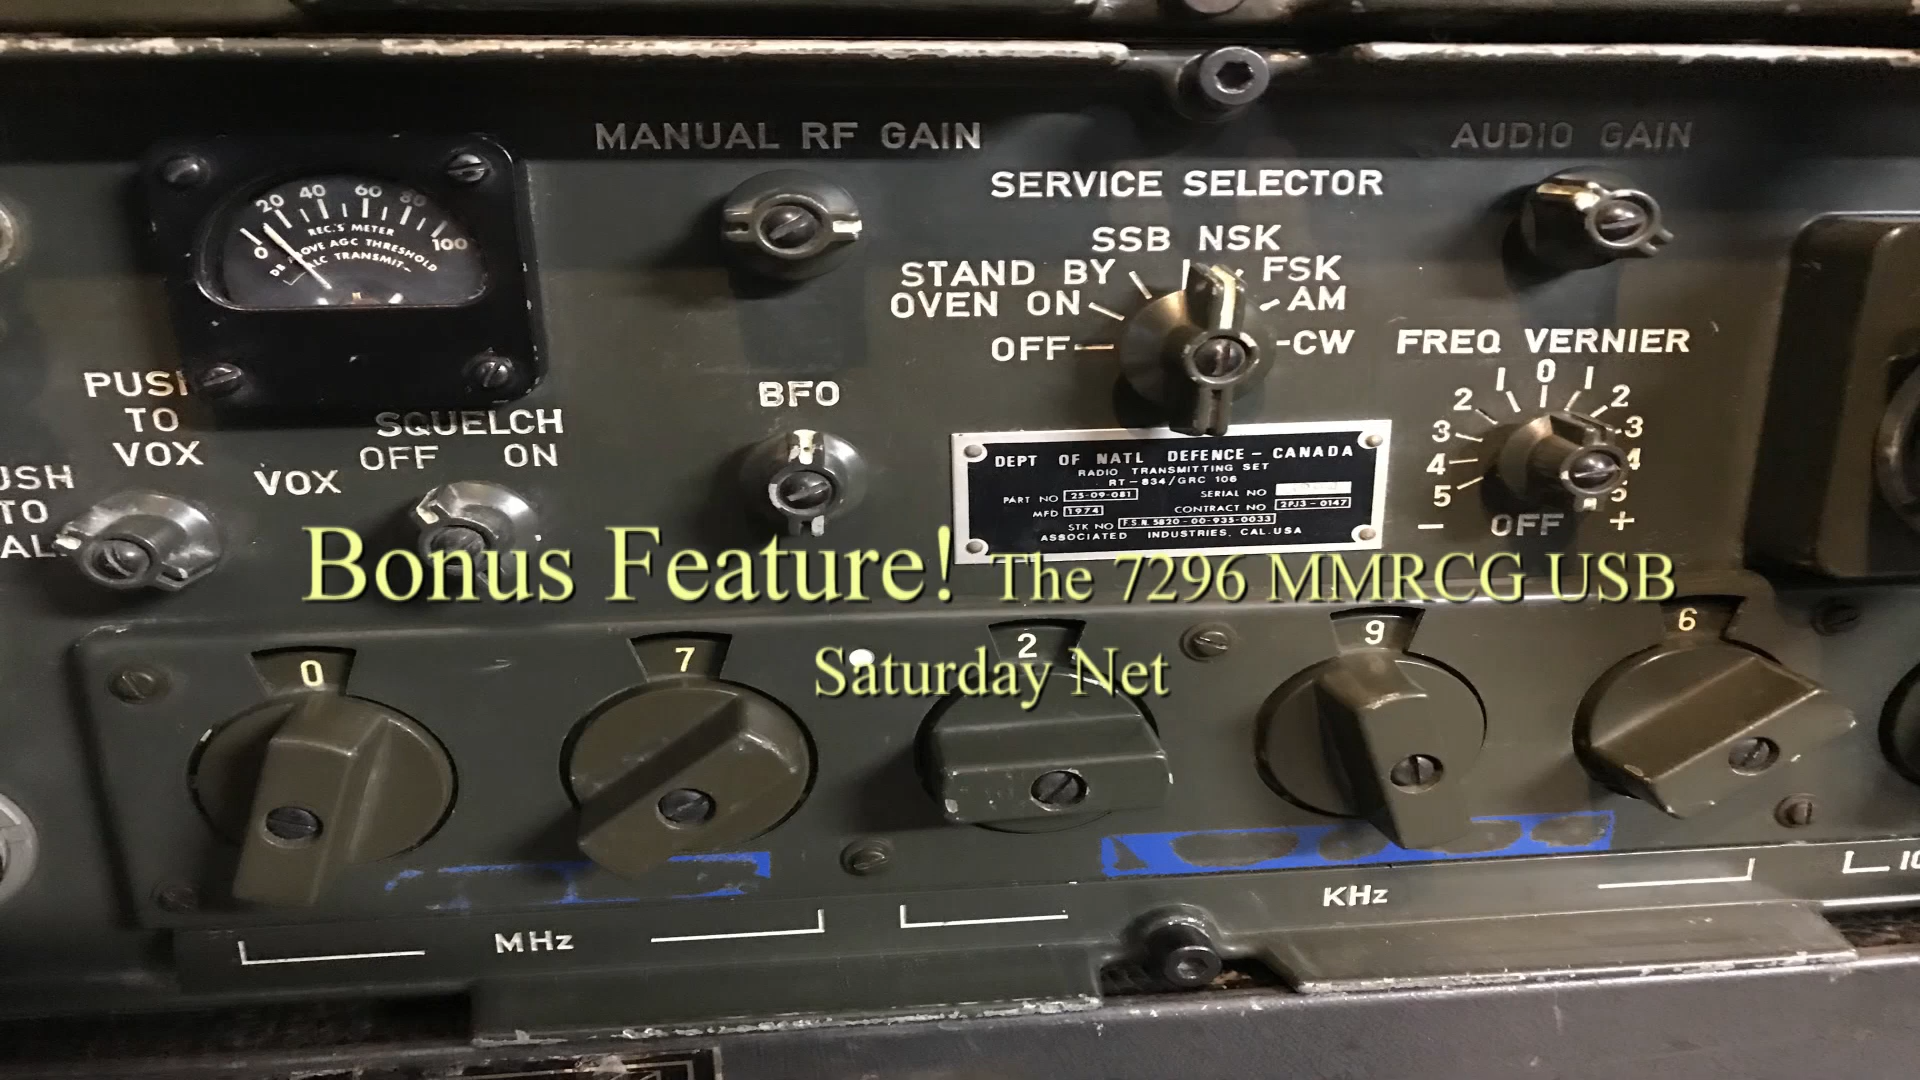 MANUAL RF GAIN
AUDIO GAIN
SERVICE SELECTOR
SSB NSK
STAND BY
FSK
OVEN ON
AM
OFF
CW
FREQ VERNIER
0 20 40 60 80 100
REC.'S METER
DB ABOVE AGC THRESHOLD
ALC TRANSMIT
PUSH
TO
VOX
SQUELCH
OFF ON
VOX
BFO
2 1 0 1 2
3 3
4 4
5 5
- OFF +
DEPT OF NATL DEFENCE - CANADA
RADIO TRANSMITTING SET
RT-834/GRC 106
PART NO 25-09-081 SERIAL NO
MFD 1974 CONTRACT NO 2PJ3-0147
STK NO F.S.N. 5820-00-935-0033
ASSOCIATED INDUSTRIES, CAL. USA
USH
TO
AL
Bonus Feature! The 7296 MMRCG USB
Saturday Net
0 7 2 9 6
MHz
KHz